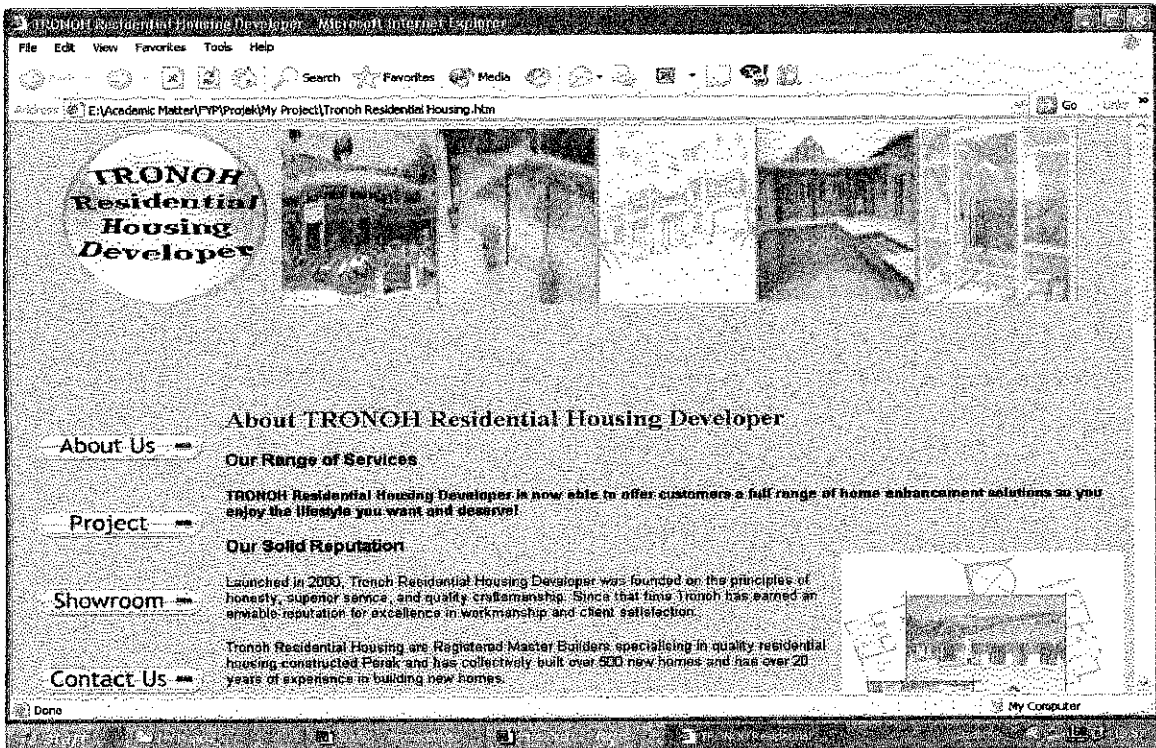 TRONOH Residential Housing Developer - Microsoft Internet Explorer
File Edit View Favorites Tools Help
Search Favorites Media
Address E:\Academic Matter\FYP\Projek\My Project\Tronoh Residential Housing.htm Go Links
TRONOH
Residential
Housing
Developer
About TRONOH Residential Housing Developer
About Us
Our Range of Services
TRONOH Residential Housing Developer is now able to offer customers a full range of home enhancement solutions so you
enjoy the lifestyle you want and deserve!
Project
Our Solid Reputation
Launched in 2000, Tronoh Residential Housing Developer was founded on the principles of
honesty, superior service, and quality craftsmanship. Since that time Tronoh has earned an
enviable reputation for excellence in workmanship and client satisfaction.
Showroom
Tronoh Residential Housing are Registered Master Builders specialising in quality residential
housing constructed Perak and has collectively built over 500 new homes and has over 20
years of experience in building new homes.
Contact Us
Done My Computer